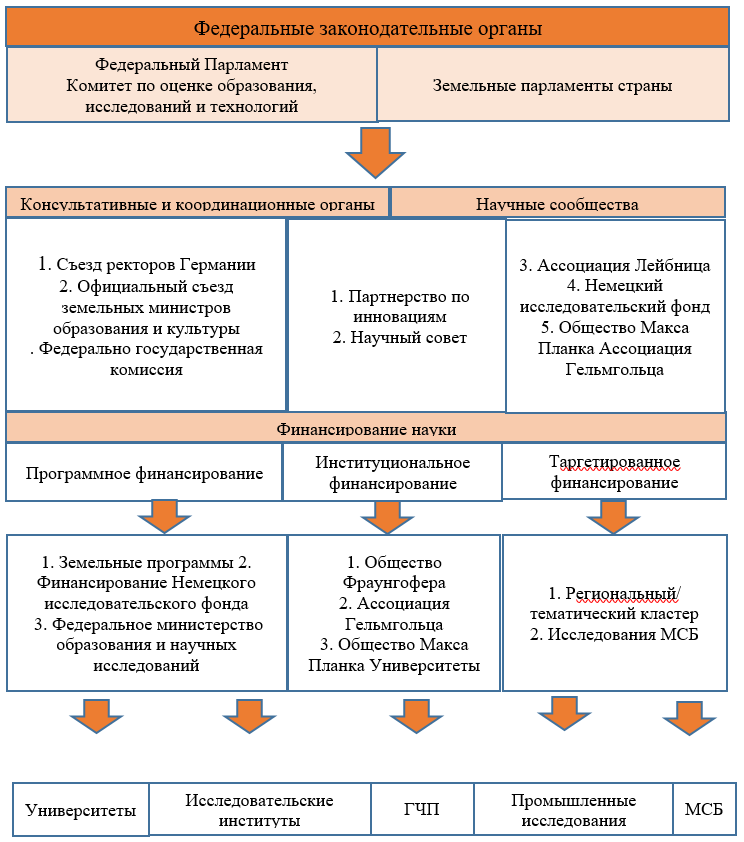 Федеральные законодательные органы
Федеральный Парламент
Комитет по оценке образования,
исследований и технологий
Земельные парламенты страны
Консультативные и координационные органы
Научные сообщества
1. Съезд ректоров Германии
2. Официальный съезд
земельных министров
образования и культуры
. Федерально государственная
комиссия
1. Партнерство по
инновациям
2. Научный совет
3. Ассоциация Лейбница
4. Немецкий
исследовательский фонд
5. Общество Макса
Планка Ассоциация
Гельмгольца
Финансирование науки
Программное финансирование
Институциональное
финансирование
Таргетированное
финансирование
1. Земельные программы 2.
Финансирование Немецкого
исследовательского фонда
3. Федеральное министерство
образования и научных
исследований
1. Общество
Фраунгофера
2. Ассоциация
Гельмгольца
3. Общество Макса
Планка Университеты
1. Региональный/
тематический кластер
2. Исследования МСБ
Университеты
Исследовательские
институты
ГЧП
Промышленные
исследования
МСБ